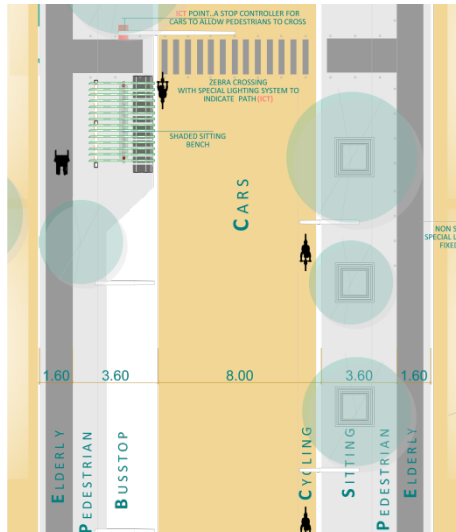 ICT POINT..A STOP CONTROLLER FOR
CARS TO ALLOW PEDESTRIANS TO CROSS
ZEBRA CROSSING
WITH SPECIAL LIGHTING SYSTEM TO
INDICATE PATH (ICT)
SHADED SITTING
BENCH
CARS
NON S
SPECIAL L
FIXE
1.60
3.60
8.00
3.60
1.60
ELDERLY
PEDESTRIAN
BUSSTOP
CYCLING
SITTING
PEDESTRIAN
ELDERLY